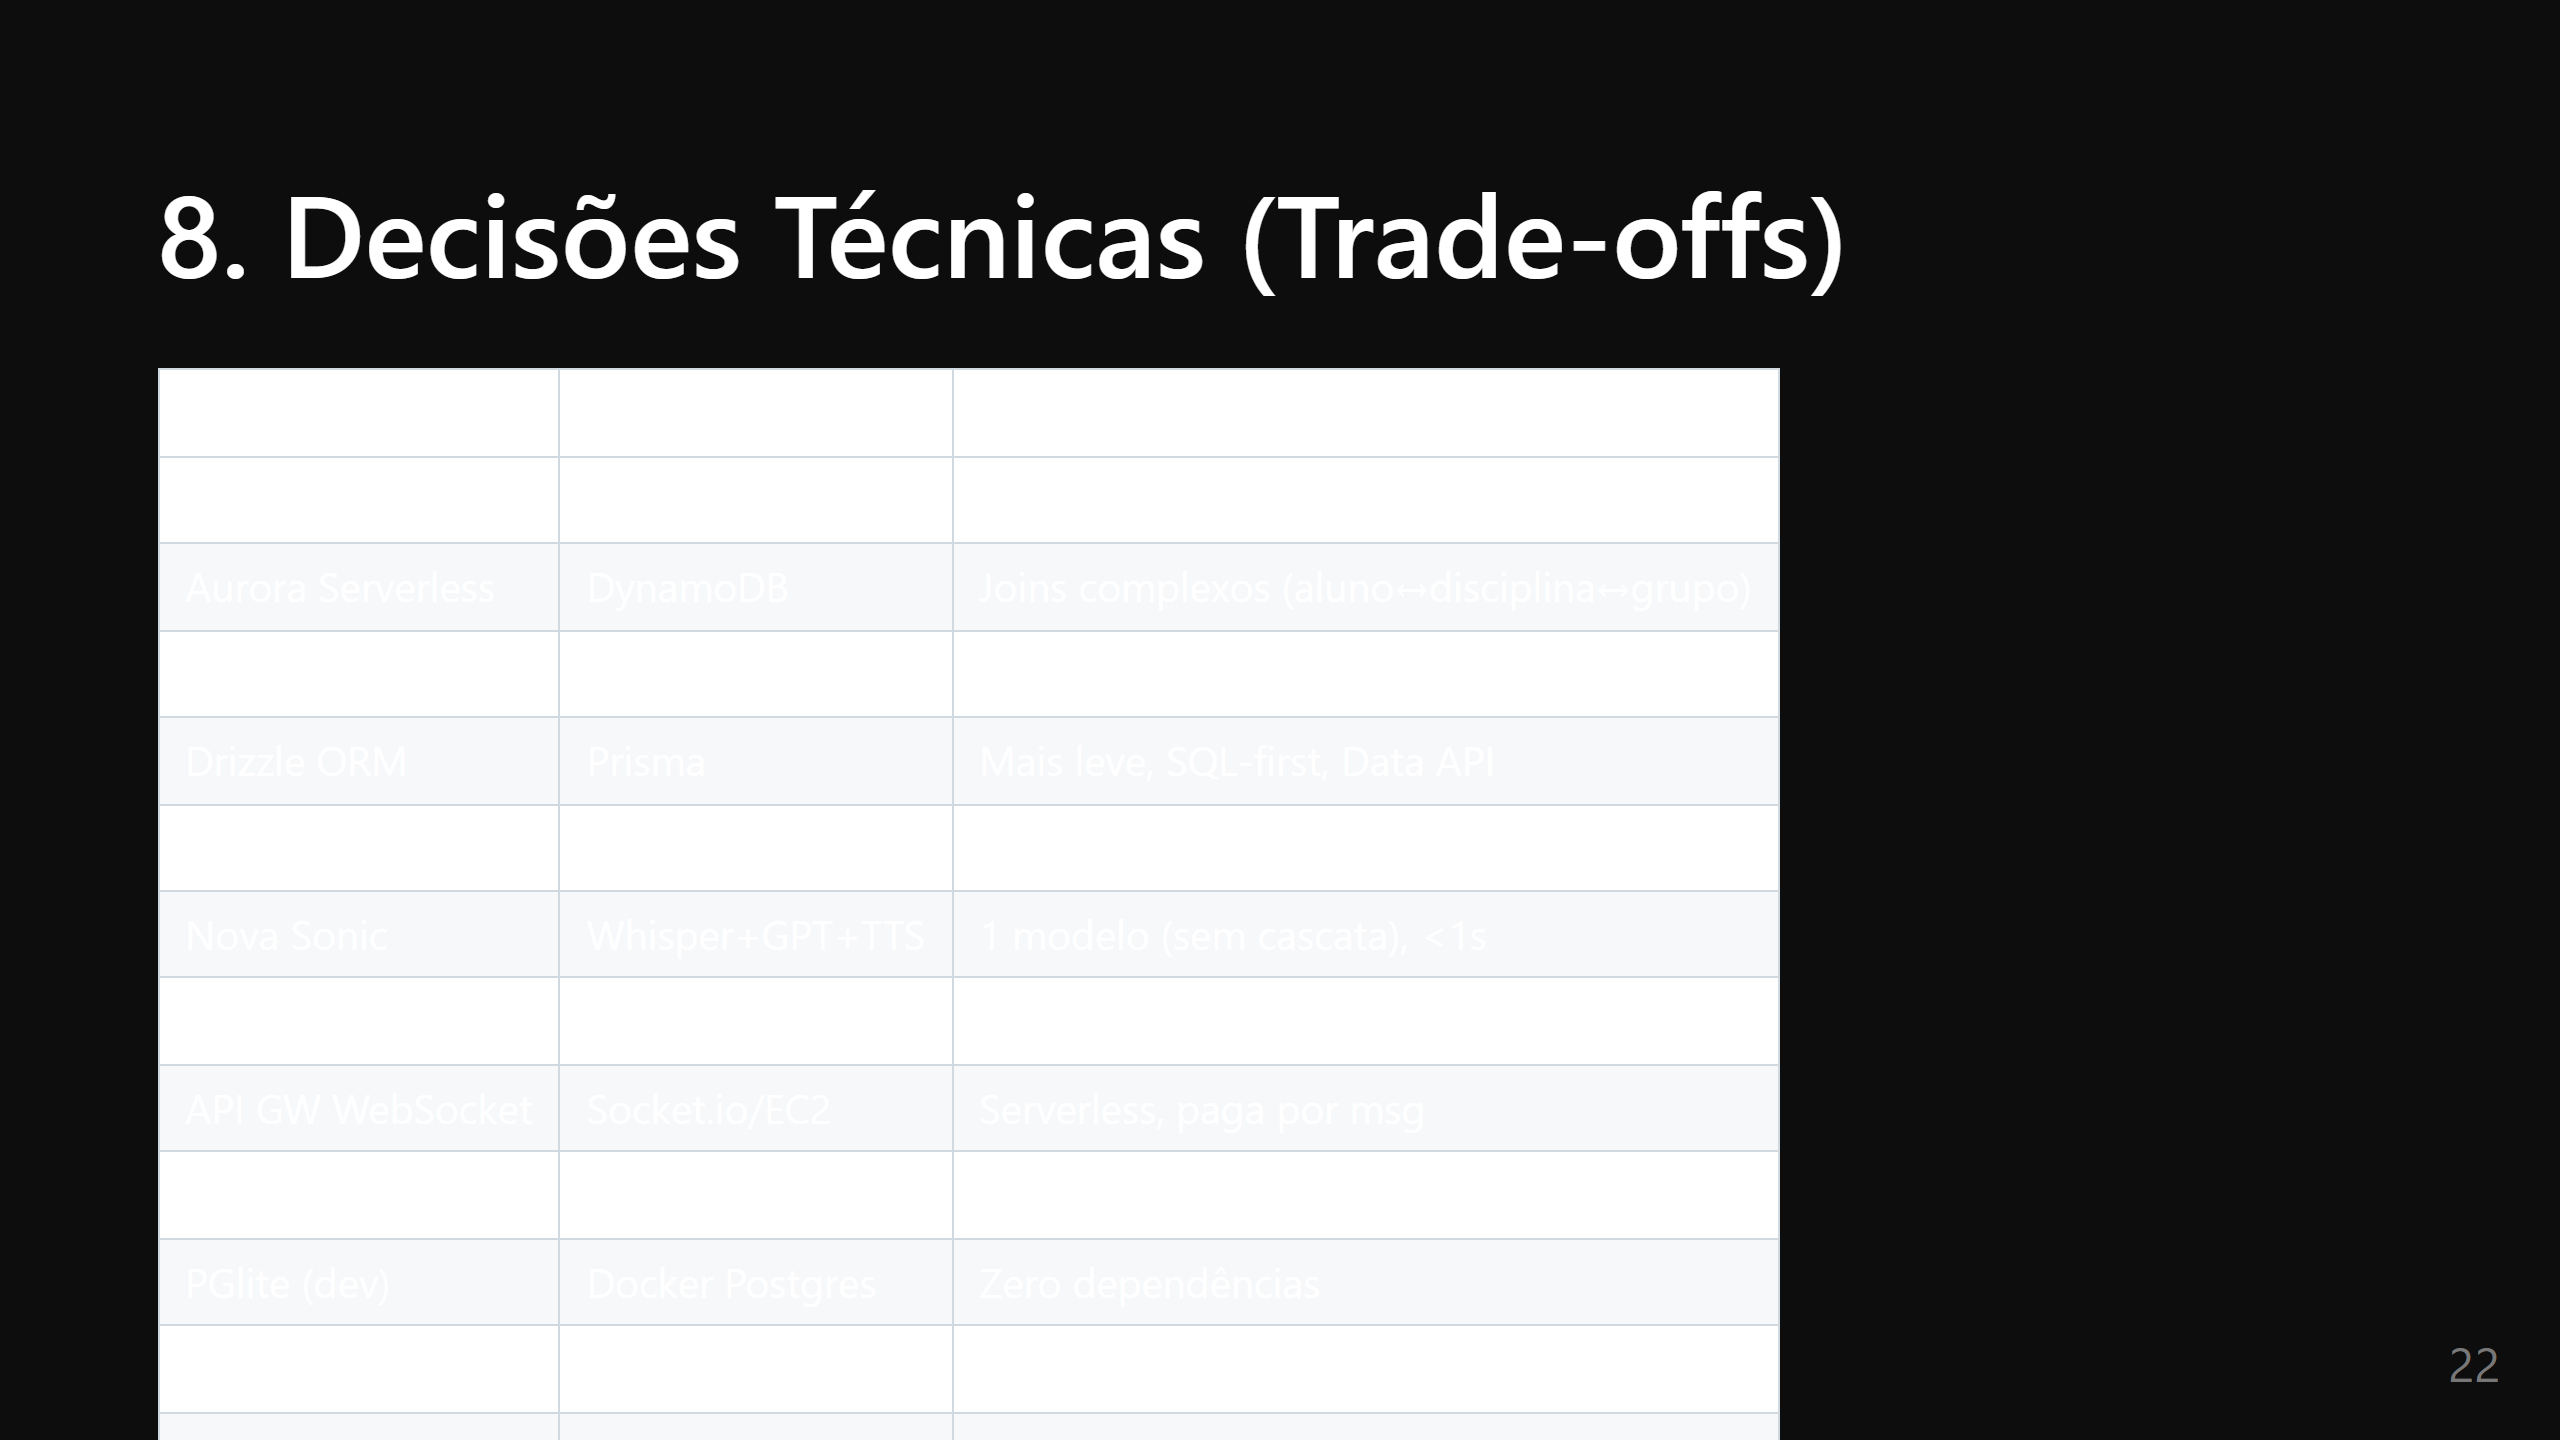 8. Decisões Técnicas (Trade-offs)
Aurora Serverless DynamoDB Joins complexos (aluno↔disciplina↔grupo)
Drizzle ORM Prisma Mais leve, SQL-first, Data API
Nova Sonic Whisper+GPT+TTS 1 modelo (sem cascata), <1s
API GW WebSocket Socket.io/EC2 Serverless, paga por msg
PGlite (dev) Docker Postgres Zero dependências
22